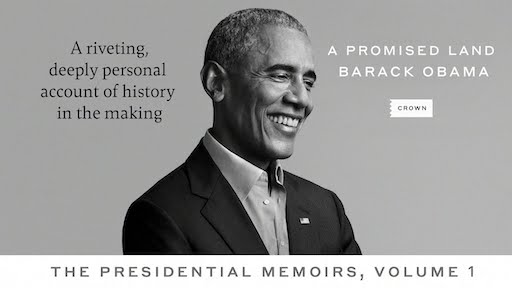 A riveting,
deeply personal
account of history
in the making
A PROMISED LAND
BARACK OBAMA
CROWN
THE PRESIDENTIAL MEMOIRS, VOLUME 1